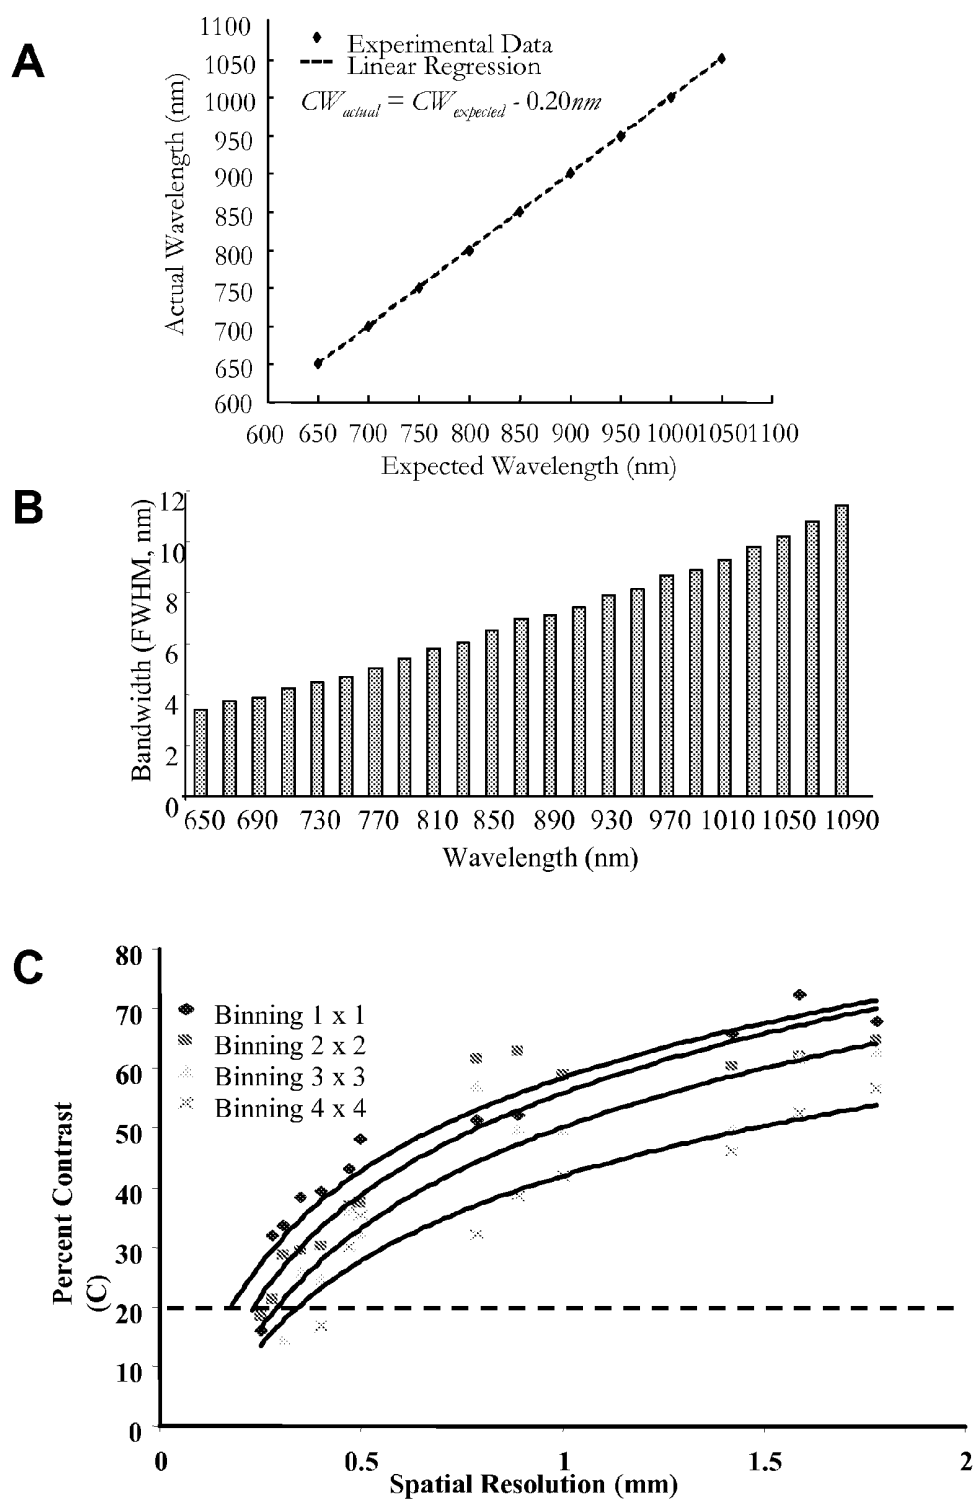 A
1100
1050
1000
950
900
850
800
750
700
650
600
Actual Wavelength (nm)
Experimental Data
Linear Regression
CWactual = CWexpected - 0.20nm
600 650 700 750 800 850 900 950 1000 1050 1100
Expected Wavelength (nm)
B
12
10
8
6
4
2
0
Bandwidth (FWHM, nm)
650 690 730 770 810 850 890 930 970 1010 1050 1090
Wavelength (nm)
C
80
70
60
50
40
30
20
10
0
Percent Contrast
(C)
Binning 1 x 1
Binning 2 x 2
Binning 3 x 3
Binning 4 x 4
0 0.5 1 1.5 2
Spatial Resolution (mm)